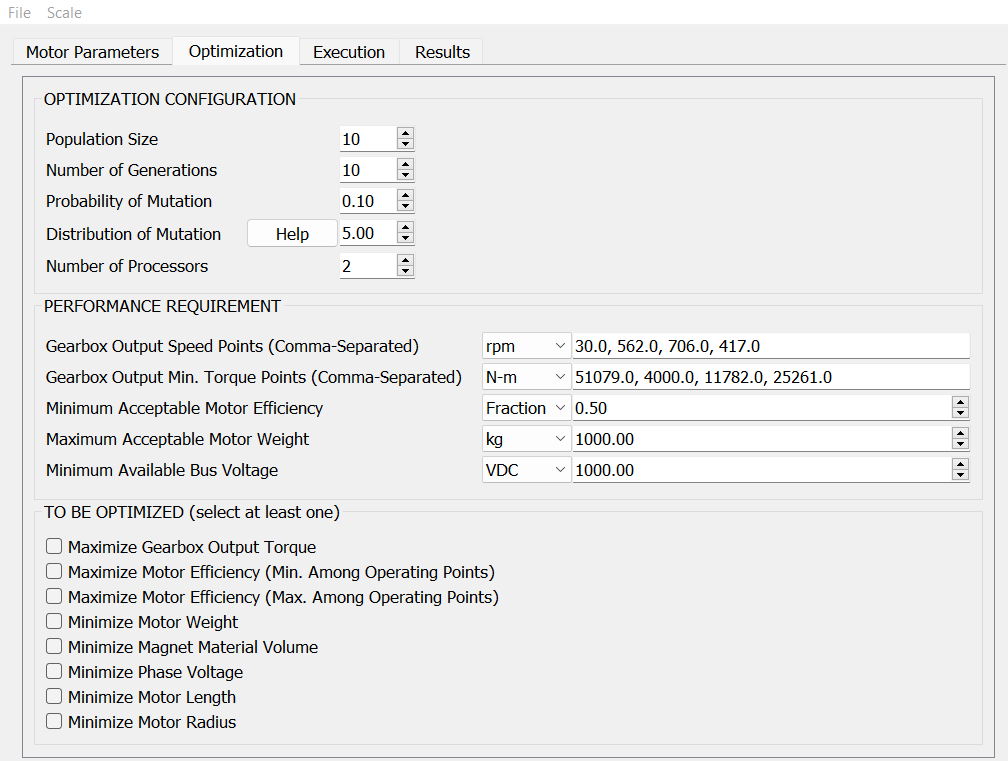 File Scale
Motor Parameters Optimization Execution Results
OPTIMIZATION CONFIGURATION
Population Size 10
Number of Generations 10
Probability of Mutation 0.10
Distribution of Mutation Help 5.00
Number of Processors 2
PERFORMANCE REQUIREMENT
Gearbox Output Speed Points (Comma-Separated) rpm 30.0, 562.0, 706.0, 417.0
Gearbox Output Min. Torque Points (Comma-Separated) N-m 51079.0, 4000.0, 11782.0, 25261.0
Minimum Acceptable Motor Efficiency Fraction 0.50
Maximum Acceptable Motor Weight kg 1000.00
Minimum Available Bus Voltage VDC 1000.00
TO BE OPTIMIZED (select at least one)
Maximize Gearbox Output Torque
Maximize Motor Efficiency (Min. Among Operating Points)
Maximize Motor Efficiency (Max. Among Operating Points)
Minimize Motor Weight
Minimize Magnet Material Volume
Minimize Phase Voltage
Minimize Motor Length
Minimize Motor Radius